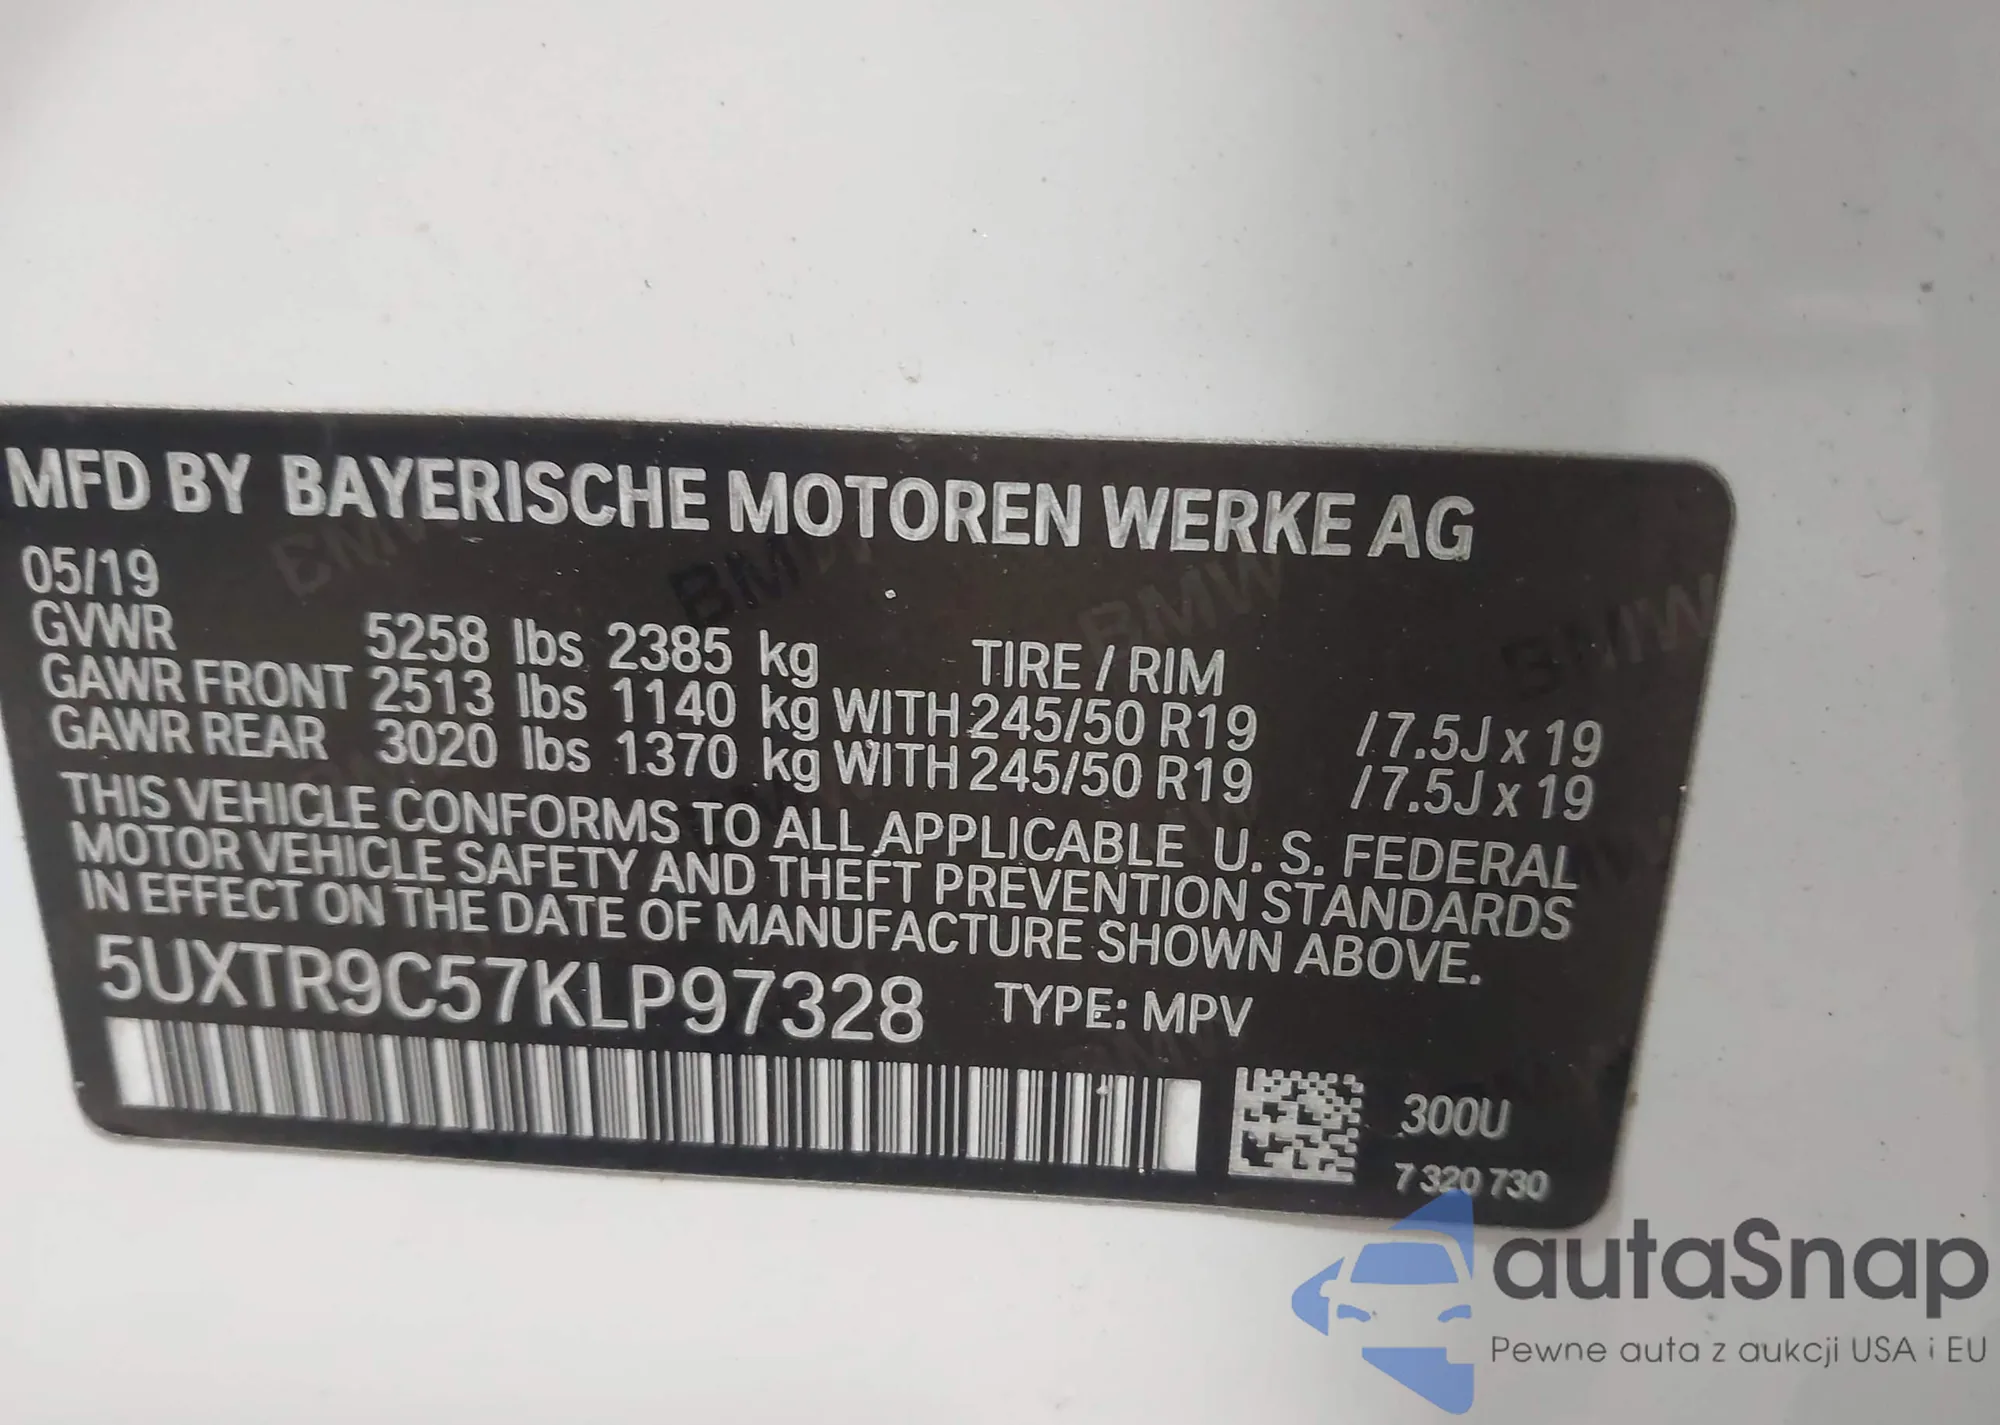 MFD BY BAYERISCHE MOTOREN WERKE AG
05/19
GVWR 5258 lbs 2385 kg TIRE / RIM
GAWR FRONT 2513 lbs 1140 kg WITH 245/50 R19 /7.5J x 19
GAWR REAR 3020 lbs 1370 kg WITH 245/50 R19 /7.5J x 19
THIS VEHICLE CONFORMS TO ALL APPLICABLE U. S. FEDERAL
MOTOR VEHICLE SAFETY AND THEFT PREVENTION STANDARDS
IN EFFECT ON THE DATE OF MANUFACTURE SHOWN ABOVE.
5UXTR9C57KLP97328 TYPE: MPV
300U
7 320 730
autaSnap
Pewne auta z aukcji USA i EU